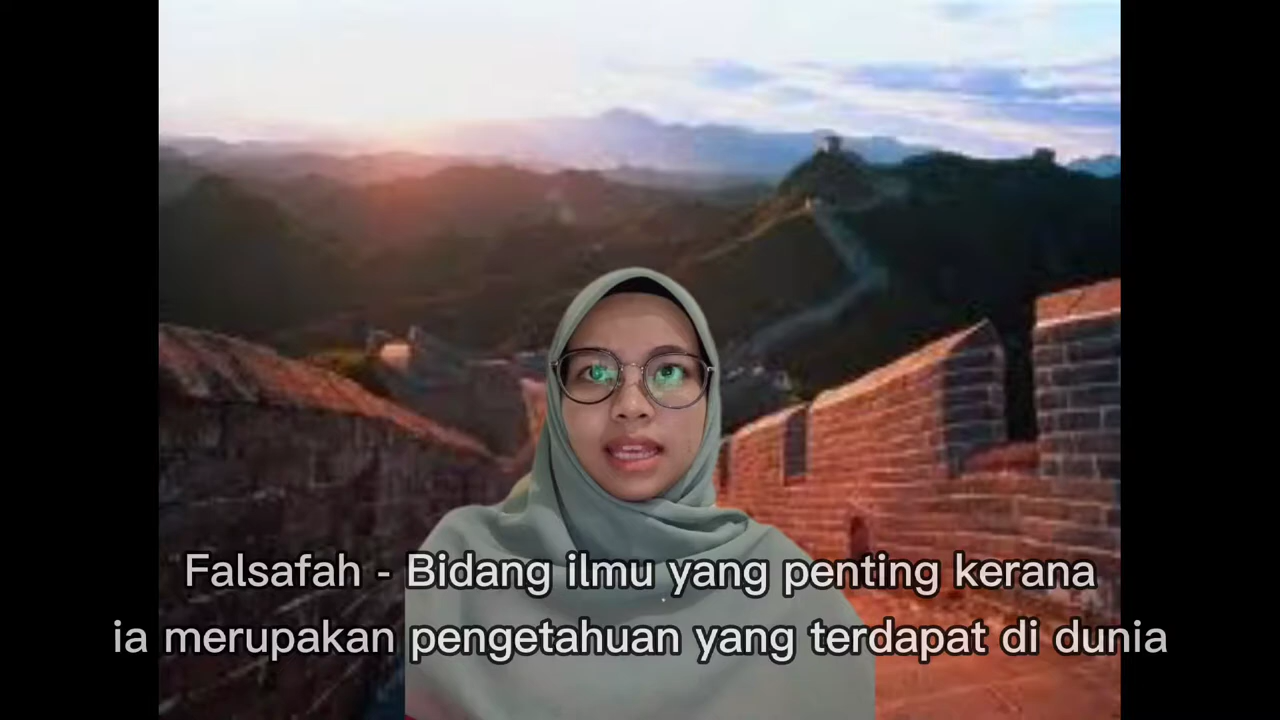 Falsafah - Bidang ilmu yang penting kerana
ia merupakan pengetahuan yang terdapat di dunia